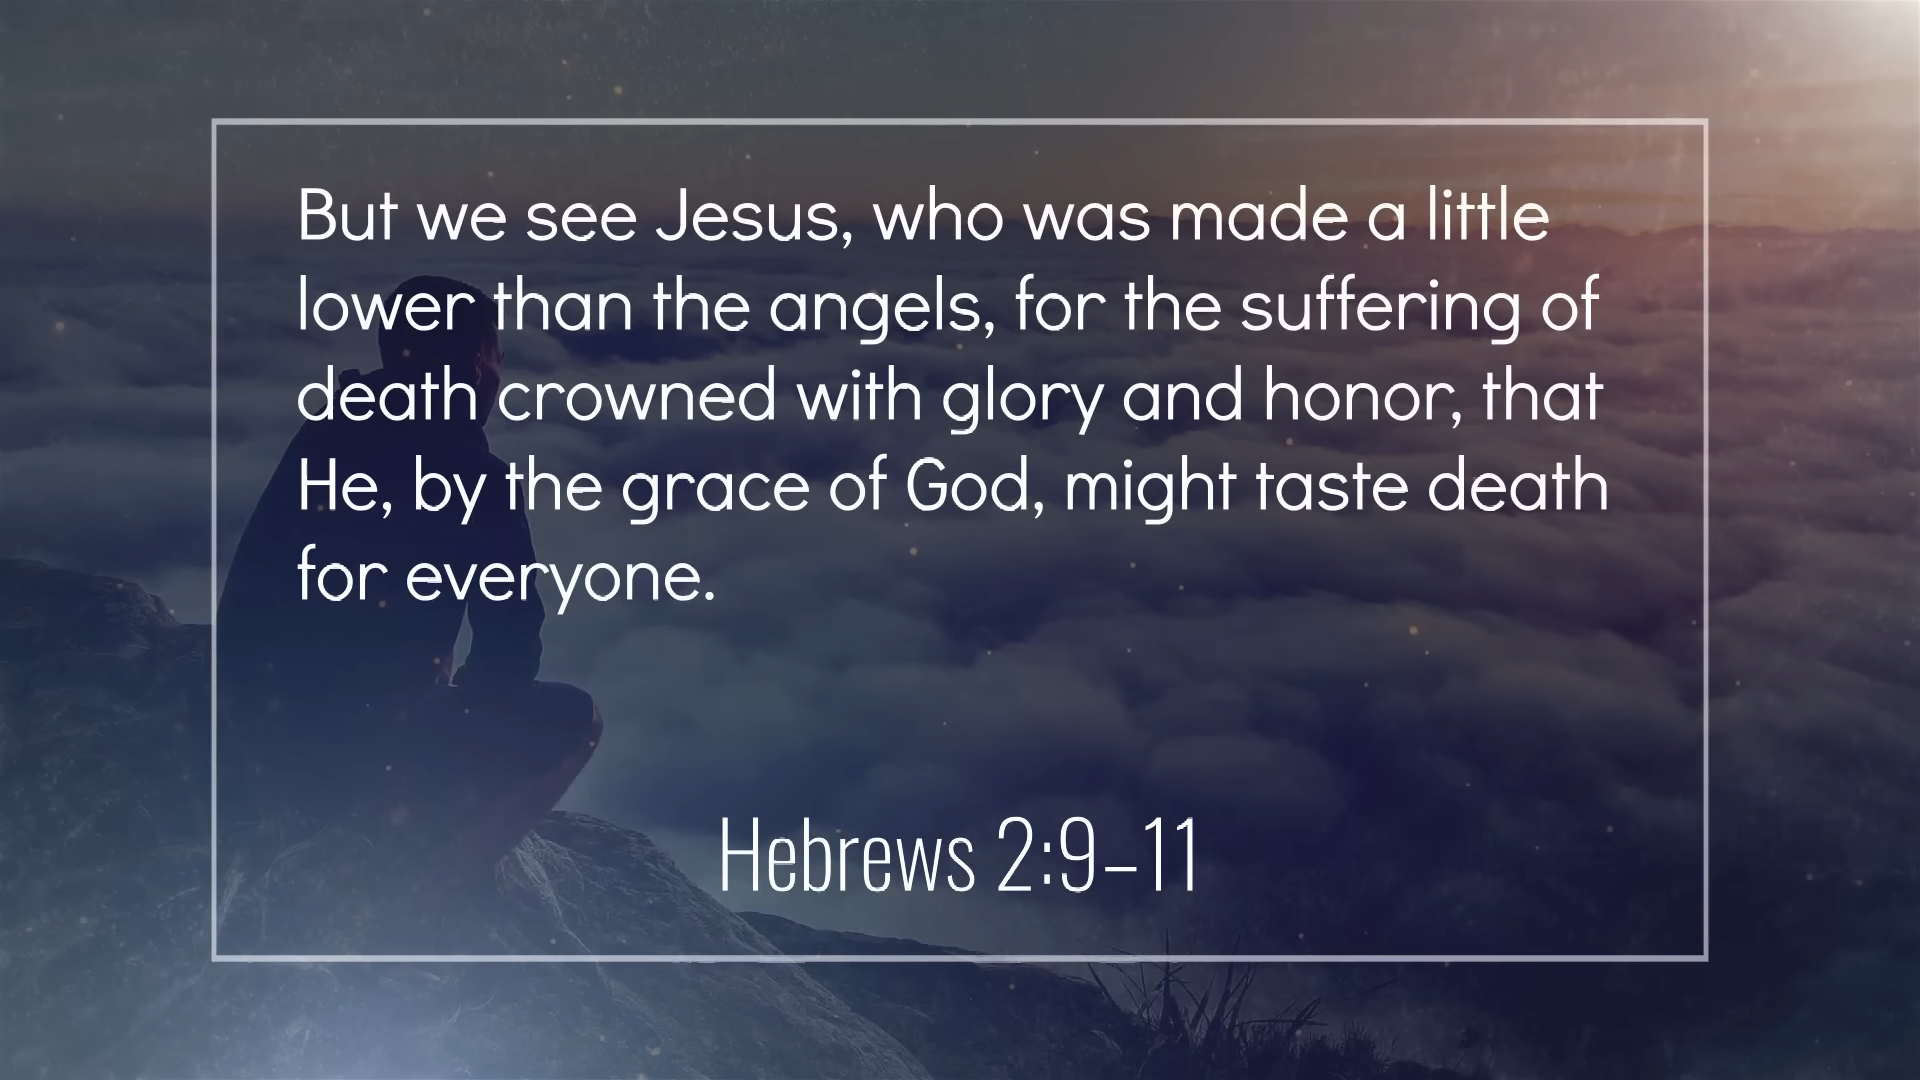 But we see Jesus, who was made a little
lower than the angels, for the suffering of
death crowned with glory and honor, that
He, by the grace of God, might taste death
for everyone.
Hebrews 2:9–11